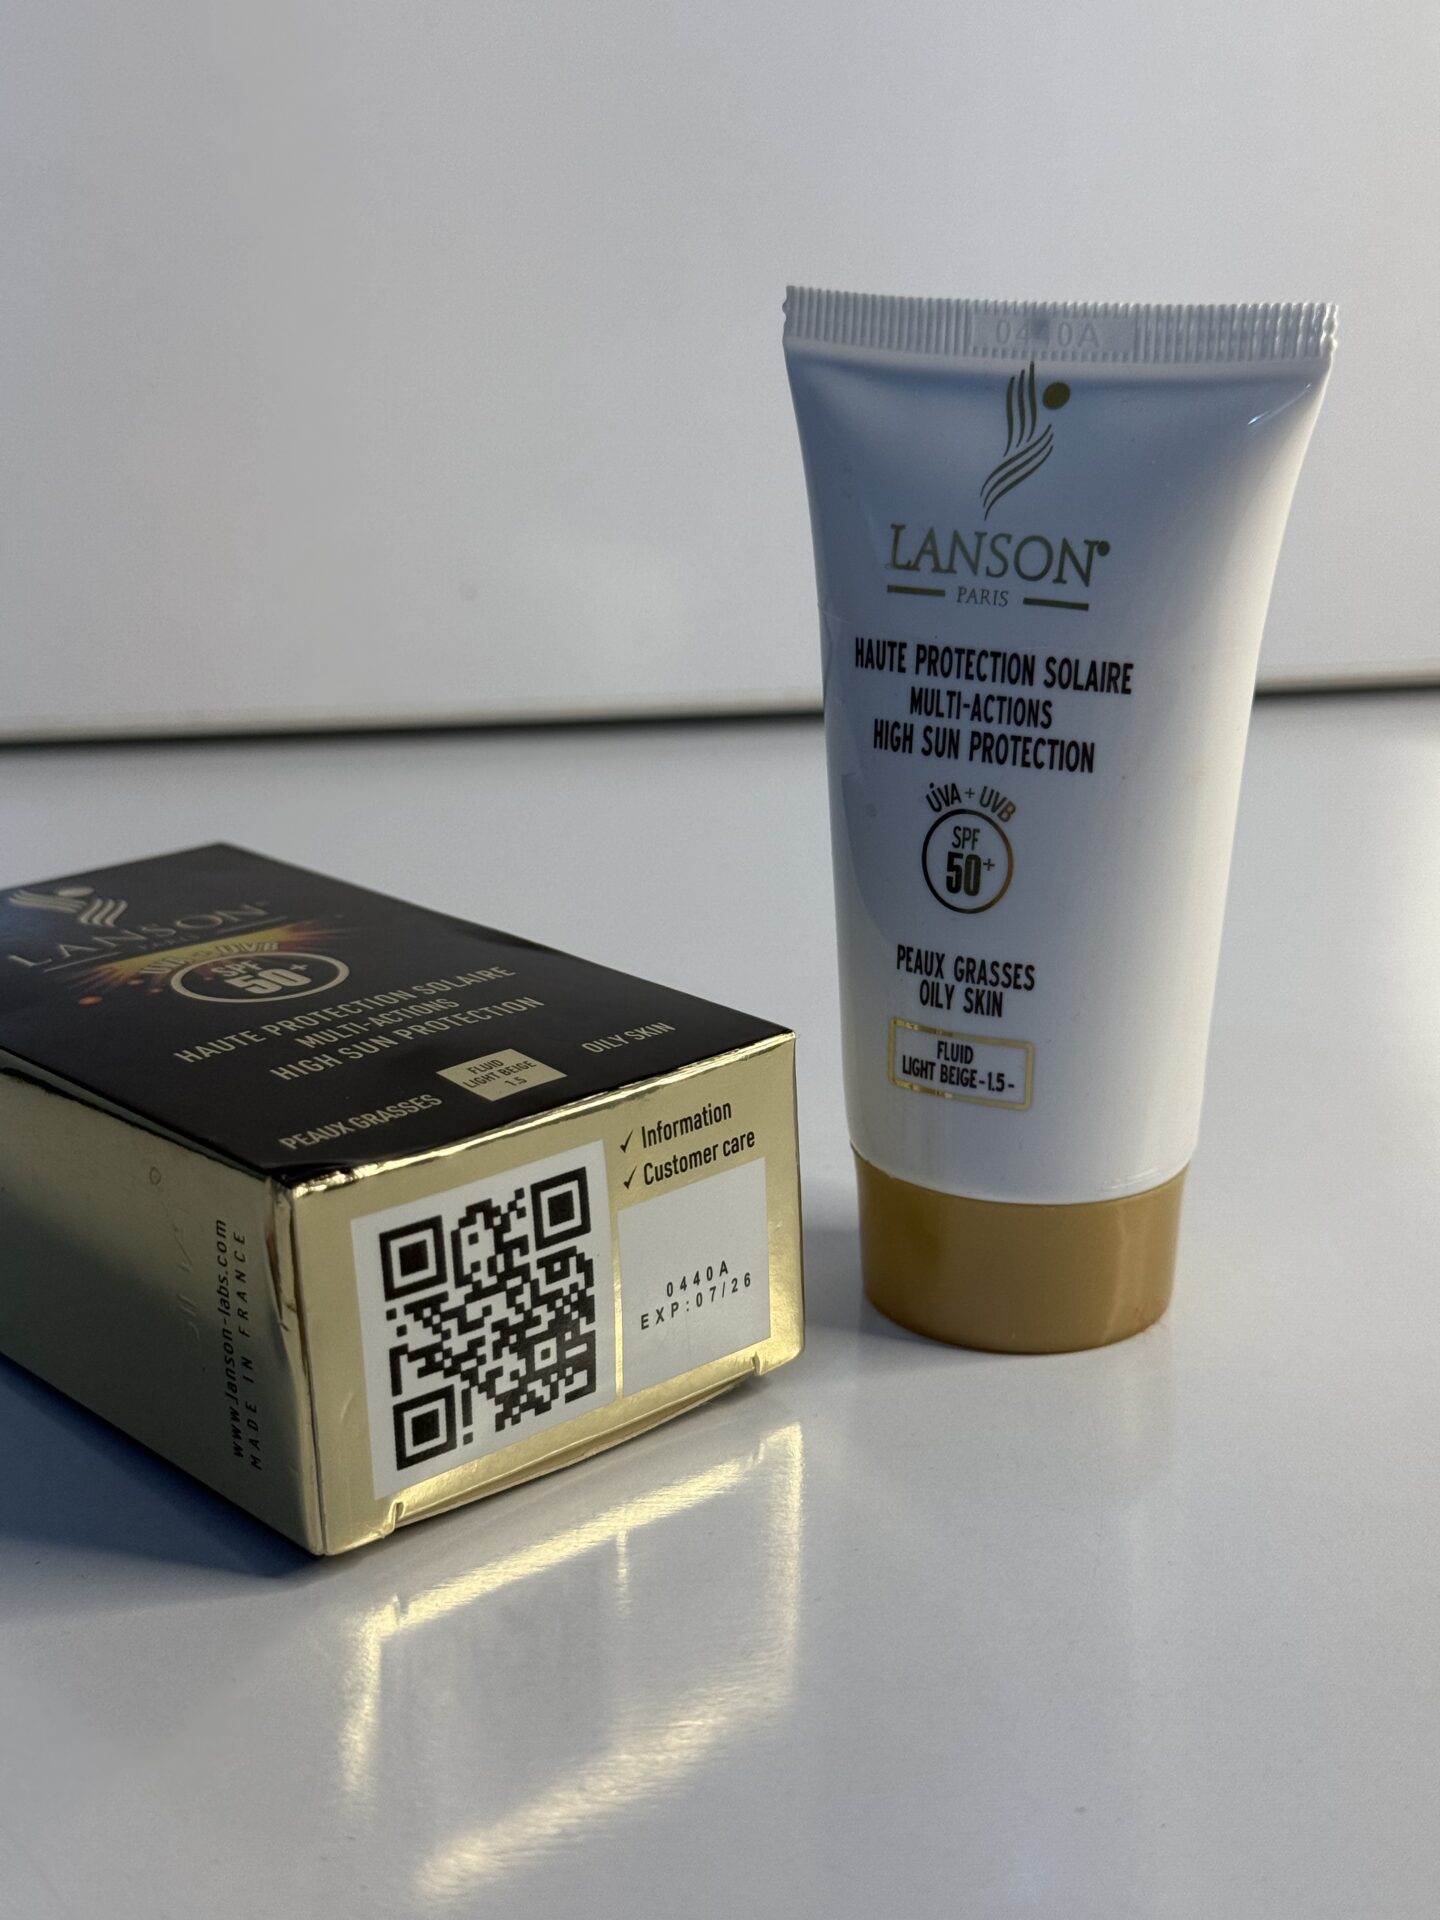 0440A
LANSON
PARIS
HAUTE PROTECTION SOLAIRE
MULTI-ACTIONS
HIGH SUN PROTECTION
UVA + UVB
SPF
50+
PEAUX GRASSES
OILY SKIN
FLUID
LIGHT BEIGE-1.5-
LANSON
PARIS
UVA + UVB
SPF
50+
HAUTE PROTECTION SOLAIRE
MULTI-ACTIONS
HIGH SUN PROTECTION
PEAUX GRASSES
FLUID
LIGHT BEIGE
1.5
OILY SKIN
✓ Information
✓ Customer care
0440A
EXP:07/26
www.lanson-labs.com
MADE IN FRANCE